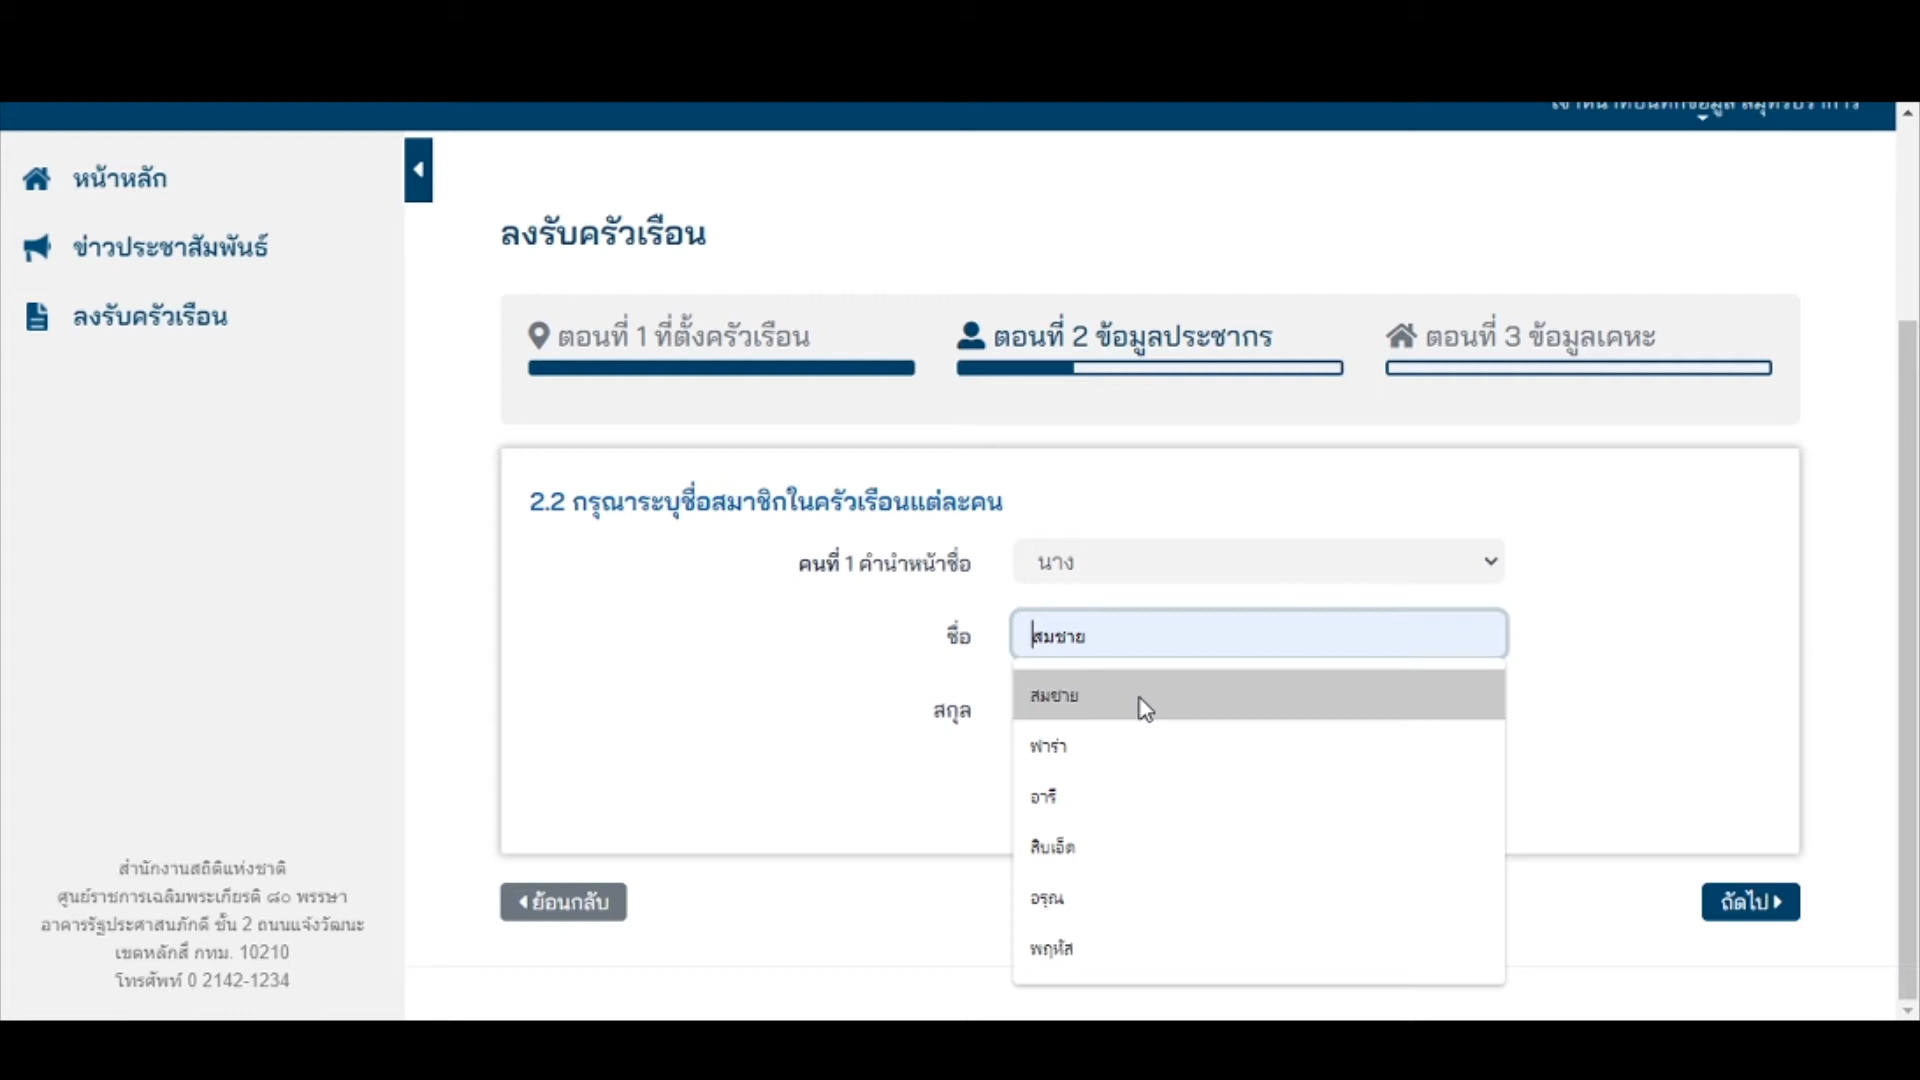 หน้าหลัก
ข่าวประชาสัมพันธ์
ลงรับครัวเรือน
ลงรับครัวเรือน
ตอนที่ 1 ที่ตั้งครัวเรือน
ตอนที่ 2 ข้อมูลประชากร
ตอนที่ 3 ข้อมูลเคหะ
2.2 กรุณาระบุชื่อสมาชิกในครัวเรือนแต่ละคน
คนที่ 1 คำนำหน้าชื่อ
นาง
ชื่อ
สมชาย
สกุล
สมชาย
ฟาร่า
อารี
สิบเอ็ด
อรุณ
พฤหัส
ย้อนกลับ
ถัดไป
สำนักงานสถิติแห่งชาติ
ศูนย์ราชการเฉลิมพระเกียรติ ๘๐ พรรษา
อาคารรัฐประศาสนภักดี ชั้น 2 ถนนแจ้งวัฒนะ
เขตหลักสี่ กทม. 10210
โทรศัพท์ 0 2142-1234